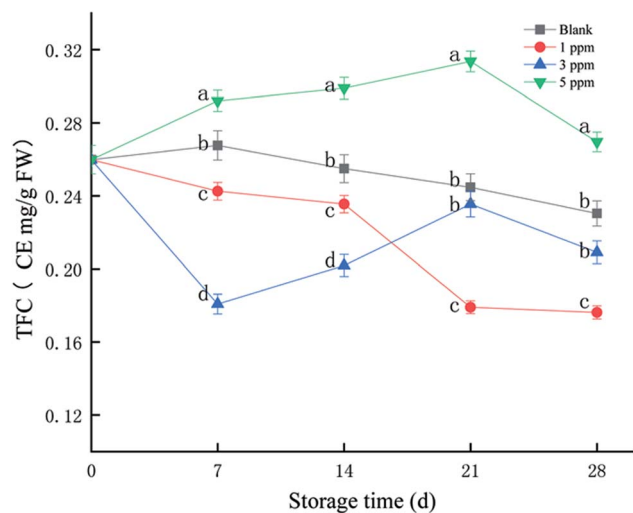 Blank
1 ppm
3 ppm
5 ppm
TFC ( CE mg/g FW)
0.32
0.28
0.24
0.20
0.16
0.12
a
a
a
a
b
b
b
b
c
c
b
b
d
d
c
c
0
7
14
21
28
Storage time (d)